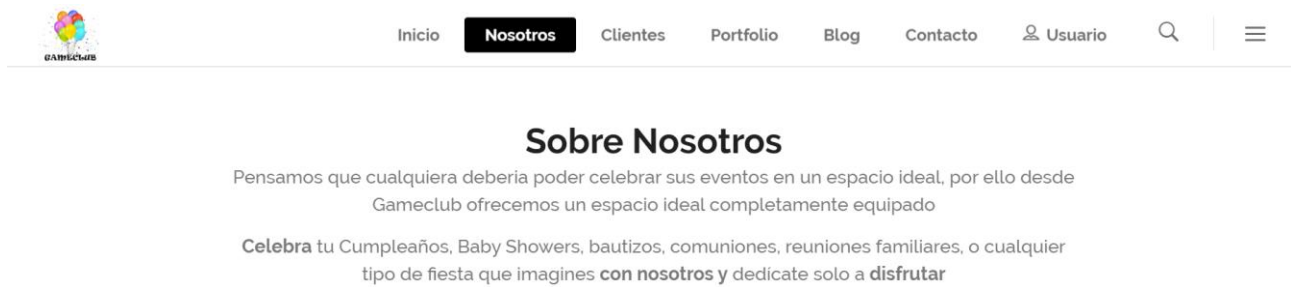 GAMECLUB
Inicio Nosotros Clientes Portfolio Blog Contacto Usuario
Sobre Nosotros
Pensamos que cualquiera deberia poder celebrar sus eventos en un espacio ideal, por ello desde
Gameclub ofrecemos un espacio ideal completamente equipado
Celebra tu Cumpleaños, Baby Showers, bautizos, comuniones, reuniones familiares, o cualquier
tipo de fiesta que imagines con nosotros y dedícate solo a disfrutar